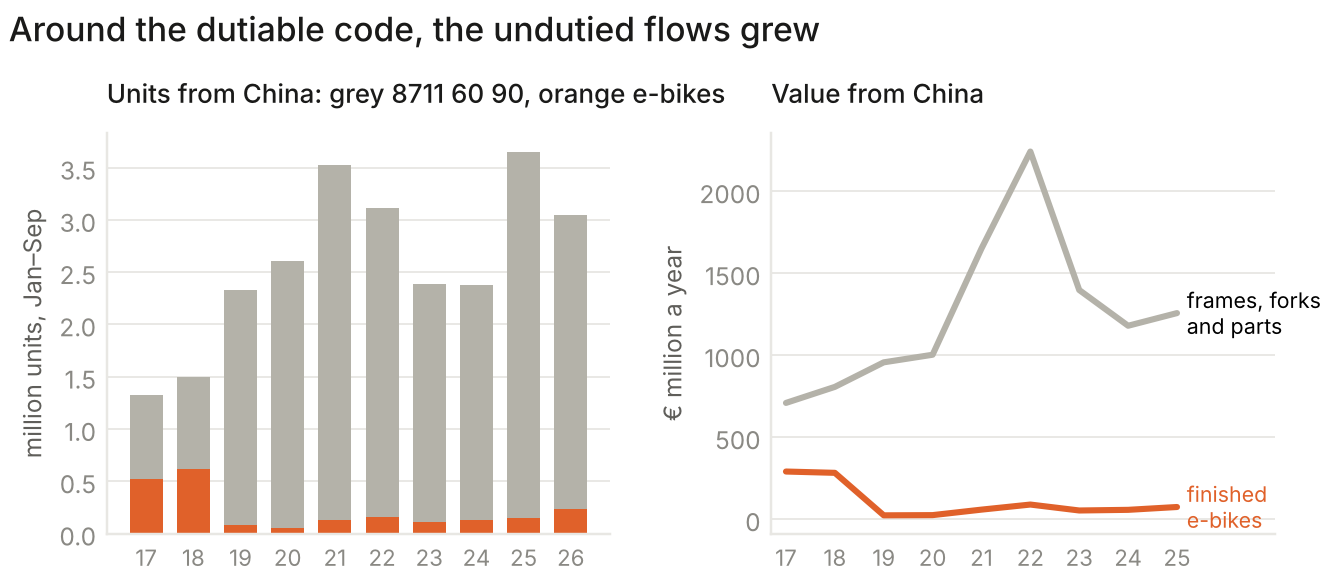 Around the dutiable code, the undutied flows grew
Units from China: grey 8711 60 90, orange e-bikes
million units, Jan–Sep
3.5
3.0
2.5
2.0
1.5
1.0
0.5
0.0
17 18 19 20 21 22 23 24 25 26
Value from China
€ million a year
2000
1500
1000
500
0
17 18 19 20 21 22 23 24 25
frames, forks
and parts
finished
e-bikes